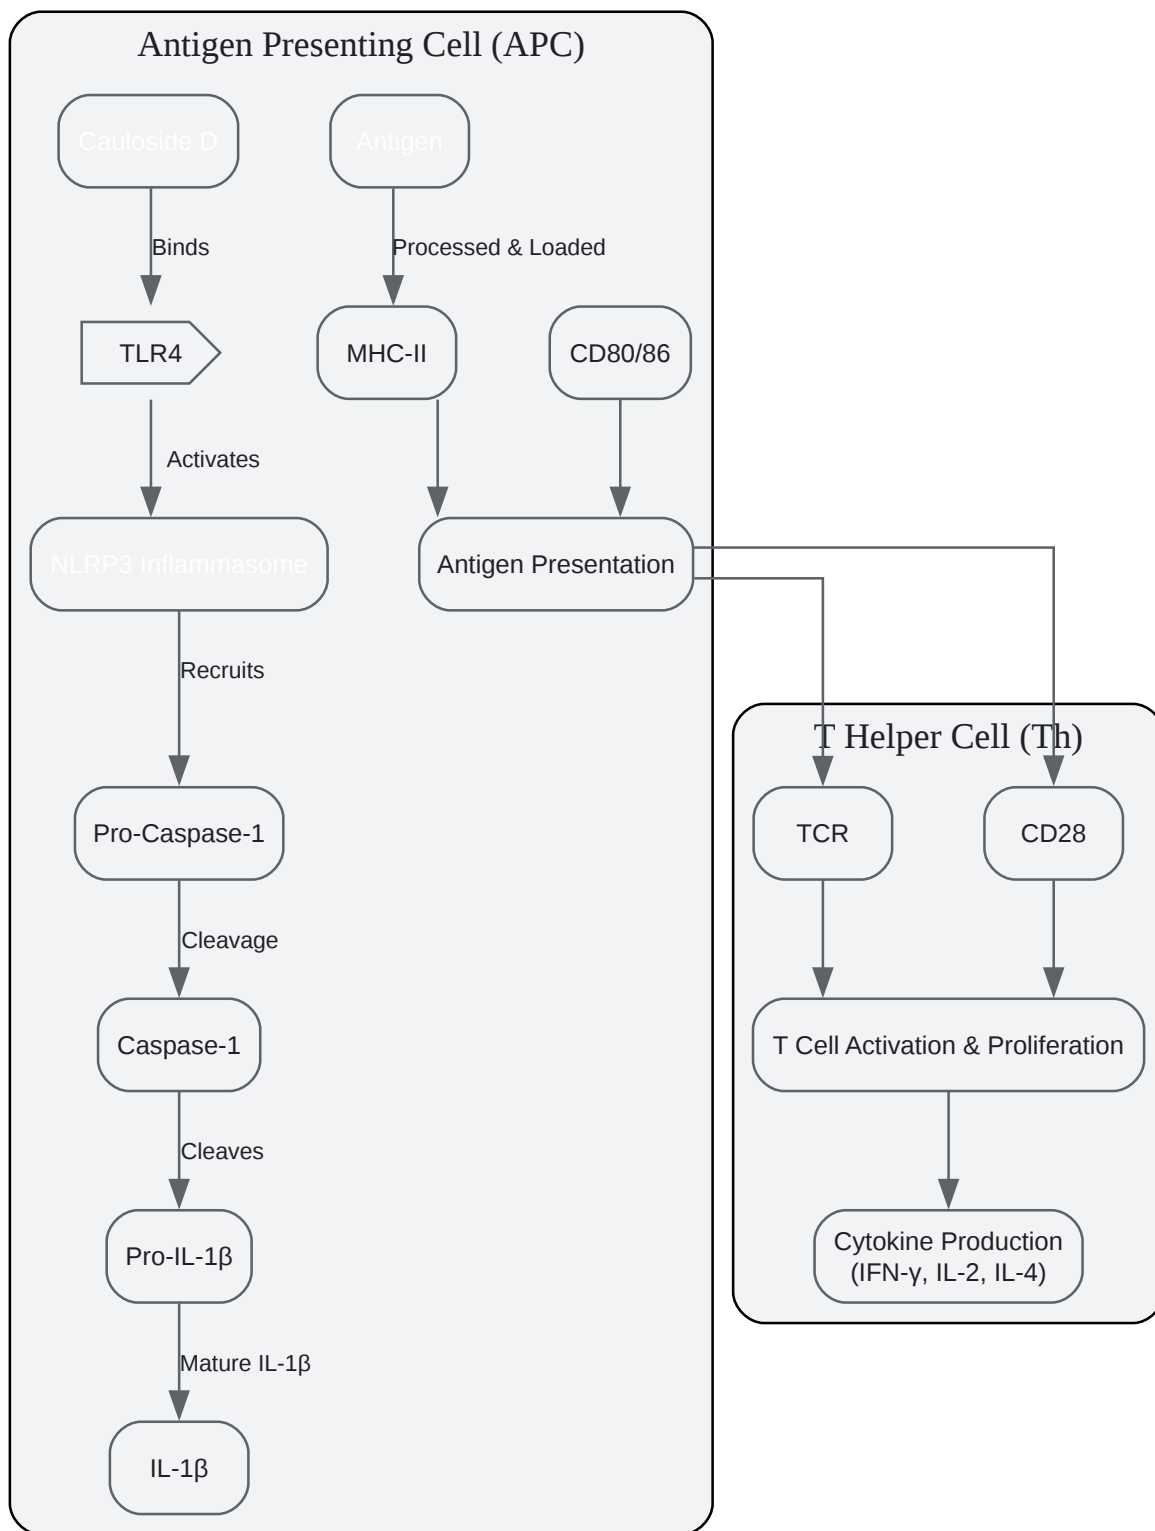 Antigen Presenting Cell (APC)
Cauloside D
Antigen
Binds
Processed & Loaded
TLR4
MHC-II
CD80/86
Activates
NLRP3 Inflammasome
Antigen Presentation
Recruits
T Helper Cell (Th)
Pro-Caspase-1
TCR
CD28
Cleavage
Caspase-1
T Cell Activation & Proliferation
Cleaves
Pro-IL-1β
Cytokine Production
(IFN-γ, IL-2, IL-4)
Mature IL-1β
IL-1β